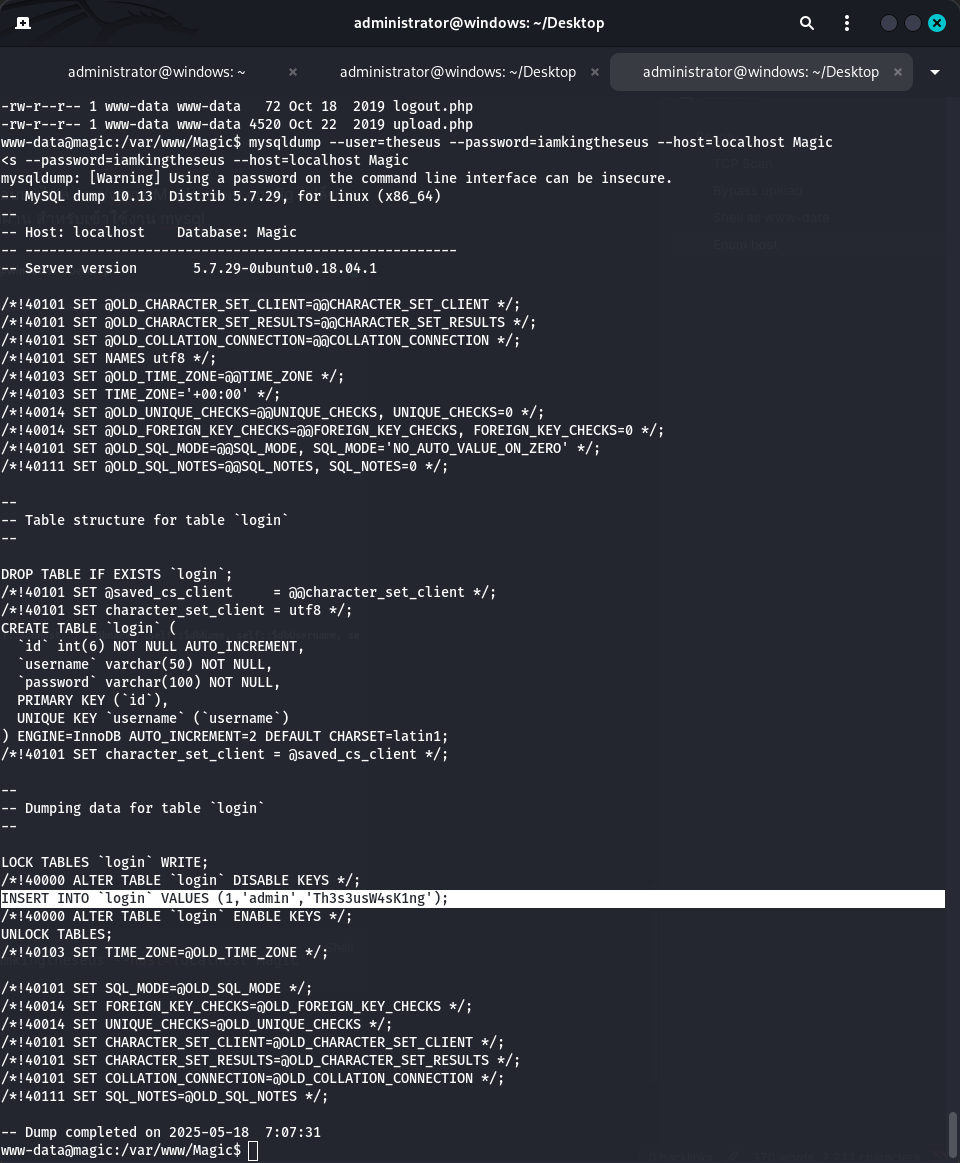 administrator@windows: ~/Desktop
administrator@windows: ~
administrator@windows: ~/Desktop
administrator@windows: ~/Desktop
-rw-r--r-- 1 www-data www-data   72 Oct 18  2019 logout.php
-rw-r--r-- 1 www-data www-data 4520 Oct 22  2019 upload.php
www-data@magic:/var/www/Magic$ mysqldump --user=theseus --password=iamkingtheseus --host=localhost Magic
<s --password=iamkingtheseus --host=localhost Magic
mysqldump: [Warning] Using a password on the command line interface can be insecure.
-- MySQL dump 10.13  Distrib 5.7.29, for Linux (x86_64)
--
-- Host: localhost    Database: Magic
-- ------------------------------------------------------
-- Server version       5.7.29-0ubuntu0.18.04.1

/*!40101 SET @OLD_CHARACTER_SET_CLIENT=@@CHARACTER_SET_CLIENT */;
/*!40101 SET @OLD_CHARACTER_SET_RESULTS=@@CHARACTER_SET_RESULTS */;
/*!40101 SET @OLD_COLLATION_CONNECTION=@@COLLATION_CONNECTION */;
/*!40101 SET NAMES utf8 */;
/*!40103 SET @OLD_TIME_ZONE=@@TIME_ZONE */;
/*!40103 SET TIME_ZONE='+00:00' */;
/*!40014 SET @OLD_UNIQUE_CHECKS=@@UNIQUE_CHECKS, UNIQUE_CHECKS=0 */;
/*!40014 SET @OLD_FOREIGN_KEY_CHECKS=@@FOREIGN_KEY_CHECKS, FOREIGN_KEY_CHECKS=0 */;
/*!40101 SET @OLD_SQL_MODE=@@SQL_MODE, SQL_MODE='NO_AUTO_VALUE_ON_ZERO' */;
/*!40111 SET @OLD_SQL_NOTES=@@SQL_NOTES, SQL_NOTES=0 */;

--
-- Table structure for table `login`
--

DROP TABLE IF EXISTS `login`;
/*!40101 SET @saved_cs_client     = @@character_set_client */;
/*!40101 SET character_set_client = utf8 */;
CREATE TABLE `login` (
  `id` int(6) NOT NULL AUTO_INCREMENT,
  `username` varchar(50) NOT NULL,
  `password` varchar(100) NOT NULL,
  PRIMARY KEY (`id`),
  UNIQUE KEY `username` (`username`)
) ENGINE=InnoDB AUTO_INCREMENT=2 DEFAULT CHARSET=latin1;
/*!40101 SET character_set_client = @saved_cs_client */;

--
-- Dumping data for table `login`
--

LOCK TABLES `login` WRITE;
/*!40000 ALTER TABLE `login` DISABLE KEYS */;
INSERT INTO `login` VALUES (1,'admin','Th3s3usW4sK1ng');
/*!40000 ALTER TABLE `login` ENABLE KEYS */;
UNLOCK TABLES;
/*!40103 SET TIME_ZONE=@OLD_TIME_ZONE */;

/*!40101 SET SQL_MODE=@OLD_SQL_MODE */;
/*!40014 SET FOREIGN_KEY_CHECKS=@OLD_FOREIGN_KEY_CHECKS */;
/*!40014 SET UNIQUE_CHECKS=@OLD_UNIQUE_CHECKS */;
/*!40101 SET CHARACTER_SET_CLIENT=@OLD_CHARACTER_SET_CLIENT */;
/*!40101 SET CHARACTER_SET_RESULTS=@OLD_CHARACTER_SET_RESULTS */;
/*!40101 SET COLLATION_CONNECTION=@OLD_COLLATION_CONNECTION */;
/*!40111 SET SQL_NOTES=@OLD_SQL_NOTES */;

-- Dump completed on 2025-05-18  7:07:31
www-data@magic:/var/www/Magic$